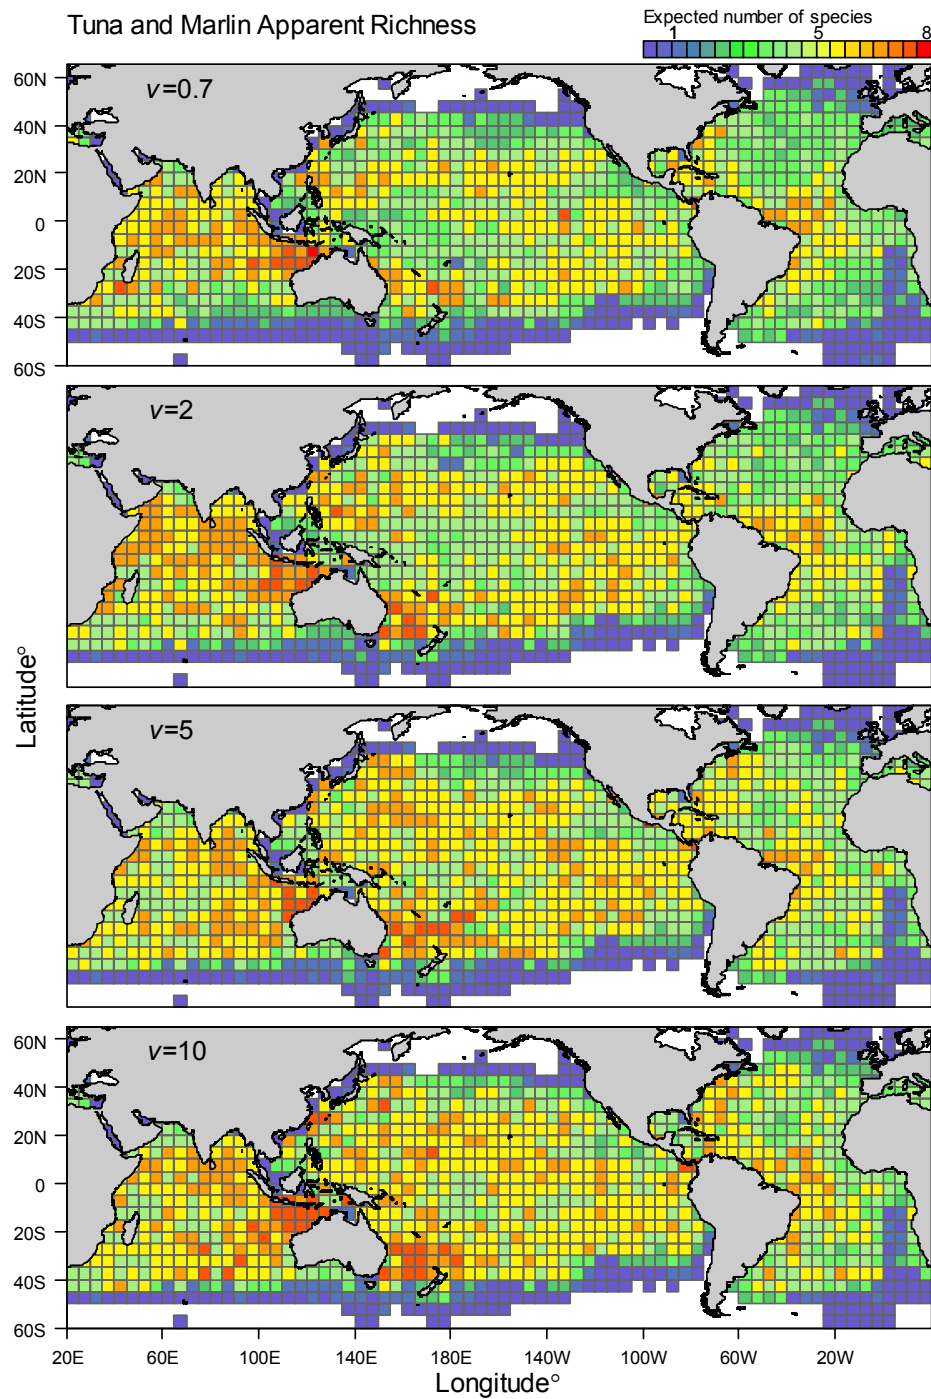 Tuna and Marlin Apparent Richness
Expected number of species
1 5 8
v=0.7
60N
40N
20N
0
20S
40S
60S
v=2
v=5
v=10
60N
40N
20N
0
20S
40S
60S
20E 60E 100E 140E 180E 140W 100W 60W 20W
Latitude°
Longitude°